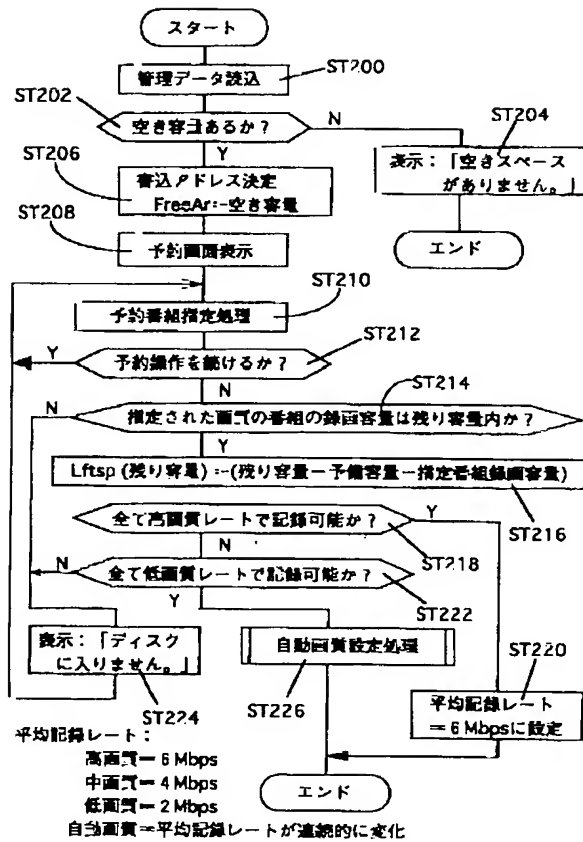 スタート
管理データ読込
ST200
ST202
空き容量あるか？
N
Y
ST204
表示：「空きスペース
がありません。」
エンド
ST206
書込アドレス決定
FreeAr:=空き容量
ST208
予約画面表示
ST210
予約番組指定処理
ST212
Y
予約操作を続けるか？
N
ST214
N
指定された画質の番組の録画容量は残り容量内か？
Y
Lftsp (残り容量) :=(残り容量－予備容量－指定番組録画容量)
ST216
全て高画質レートで記録可能か？
Y
ST218
N
N
全て低画質レートで記録可能か？
ST222
Y
表示：「ディスク
に入りません。」
ST224
自動画質設定処理
ST226
ST220
平均記録レート
＝6 Mbpsに設定
エンド
平均記録レート：
高画質＝ 6 Mbps
中画質＝ 4 Mbps
低画質＝ 2 Mbps
自動画質＝平均記録レートが連続的に変化